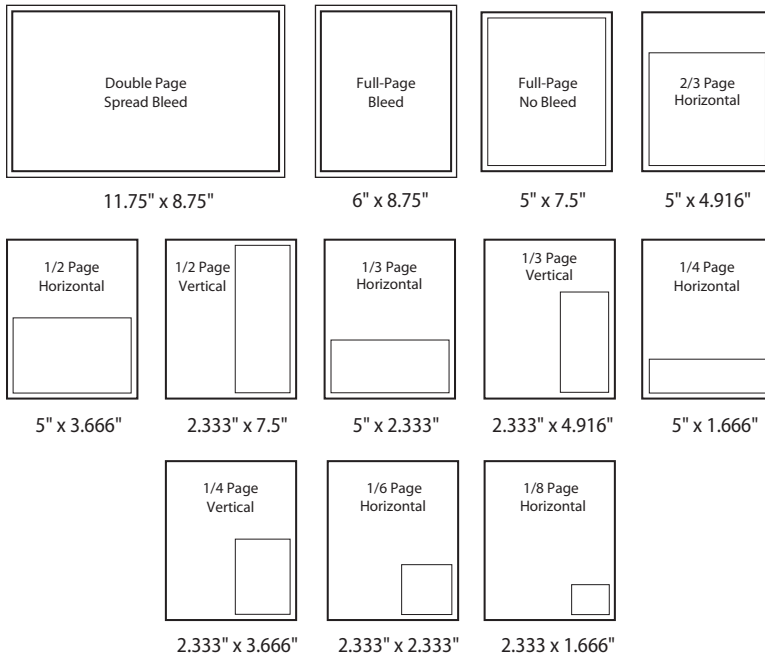 Double Page
Spread Bleed
11.75" x 8.75"
Full-Page
Bleed
6" x 8.75"
Full-Page
No Bleed
5" x 7.5"
2/3 Page
Horizontal
5" x 4.916"
1/2 Page
Horizontal
5" x 3.666"
1/2 Page
Vertical
2.333" x 7.5"
1/3 Page
Horizontal
5" x 2.333"
1/3 Page
Vertical
2.333" x 4.916"
1/4 Page
Horizontal
5" x 1.666"
1/4 Page
Vertical
2.333" x 3.666"
1/6 Page
Horizontal
2.333" x 2.333"
1/8 Page
Horizontal
2.333 x 1.666"